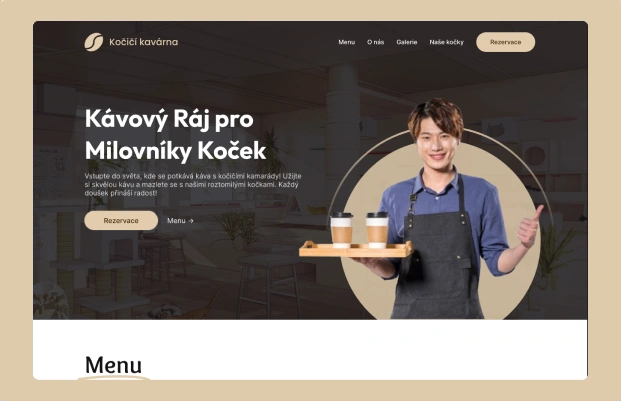 Kočičí kavárna
Menu O nás Galerie Naše kočky Rezervace
Kávový Ráj pro
Milovníky Koček
Vstupte do světa, kde se potkává káva s kočičími kamarády! Užijte
si skvělou kávu a mazlete se s našimi roztomilými kočkami. Každý
doušek přináší radost!
Rezervace Menu →
Menu